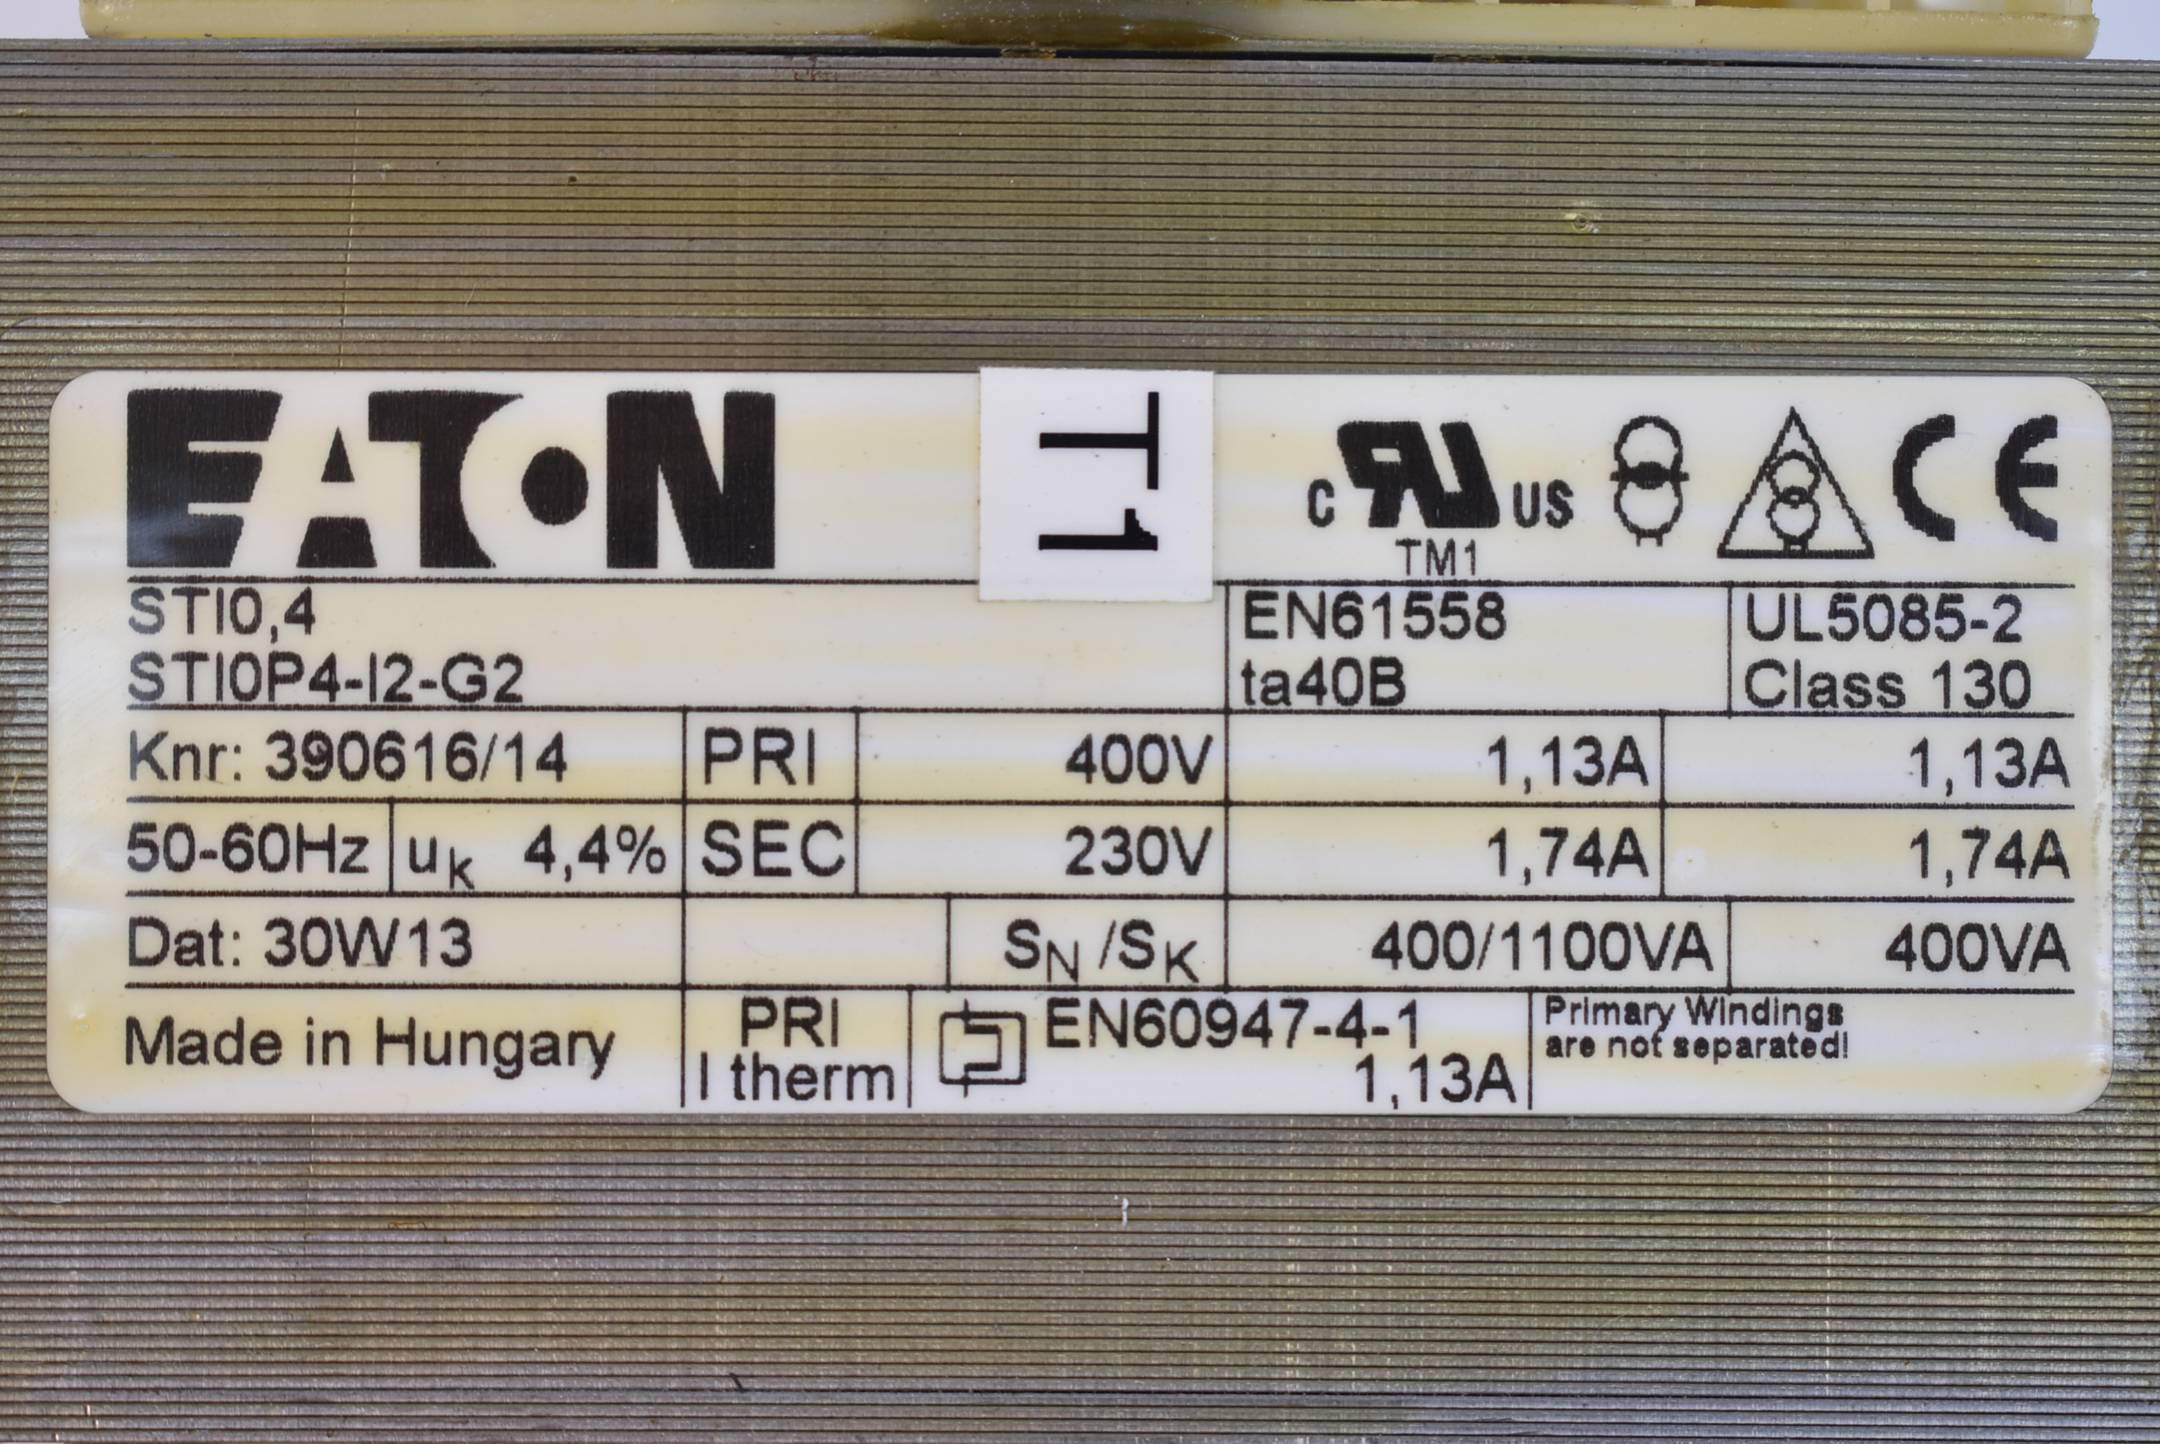 EATON
T1
c RU US
TM1
CE
STI0,4
STI0P4-I2-G2
EN61558
ta40B
UL5085-2
Class 130
Knr: 390616/14 PRI 400V 1,13A 1,13A
50-60Hz uk 4,4% SEC 230V 1,74A 1,74A
Dat: 30W13 SN /SK 400/1100VA 400VA
Made in Hungary
PRI
I therm
EN60947-4-1
1,13A
Primary Windings
are not separated!